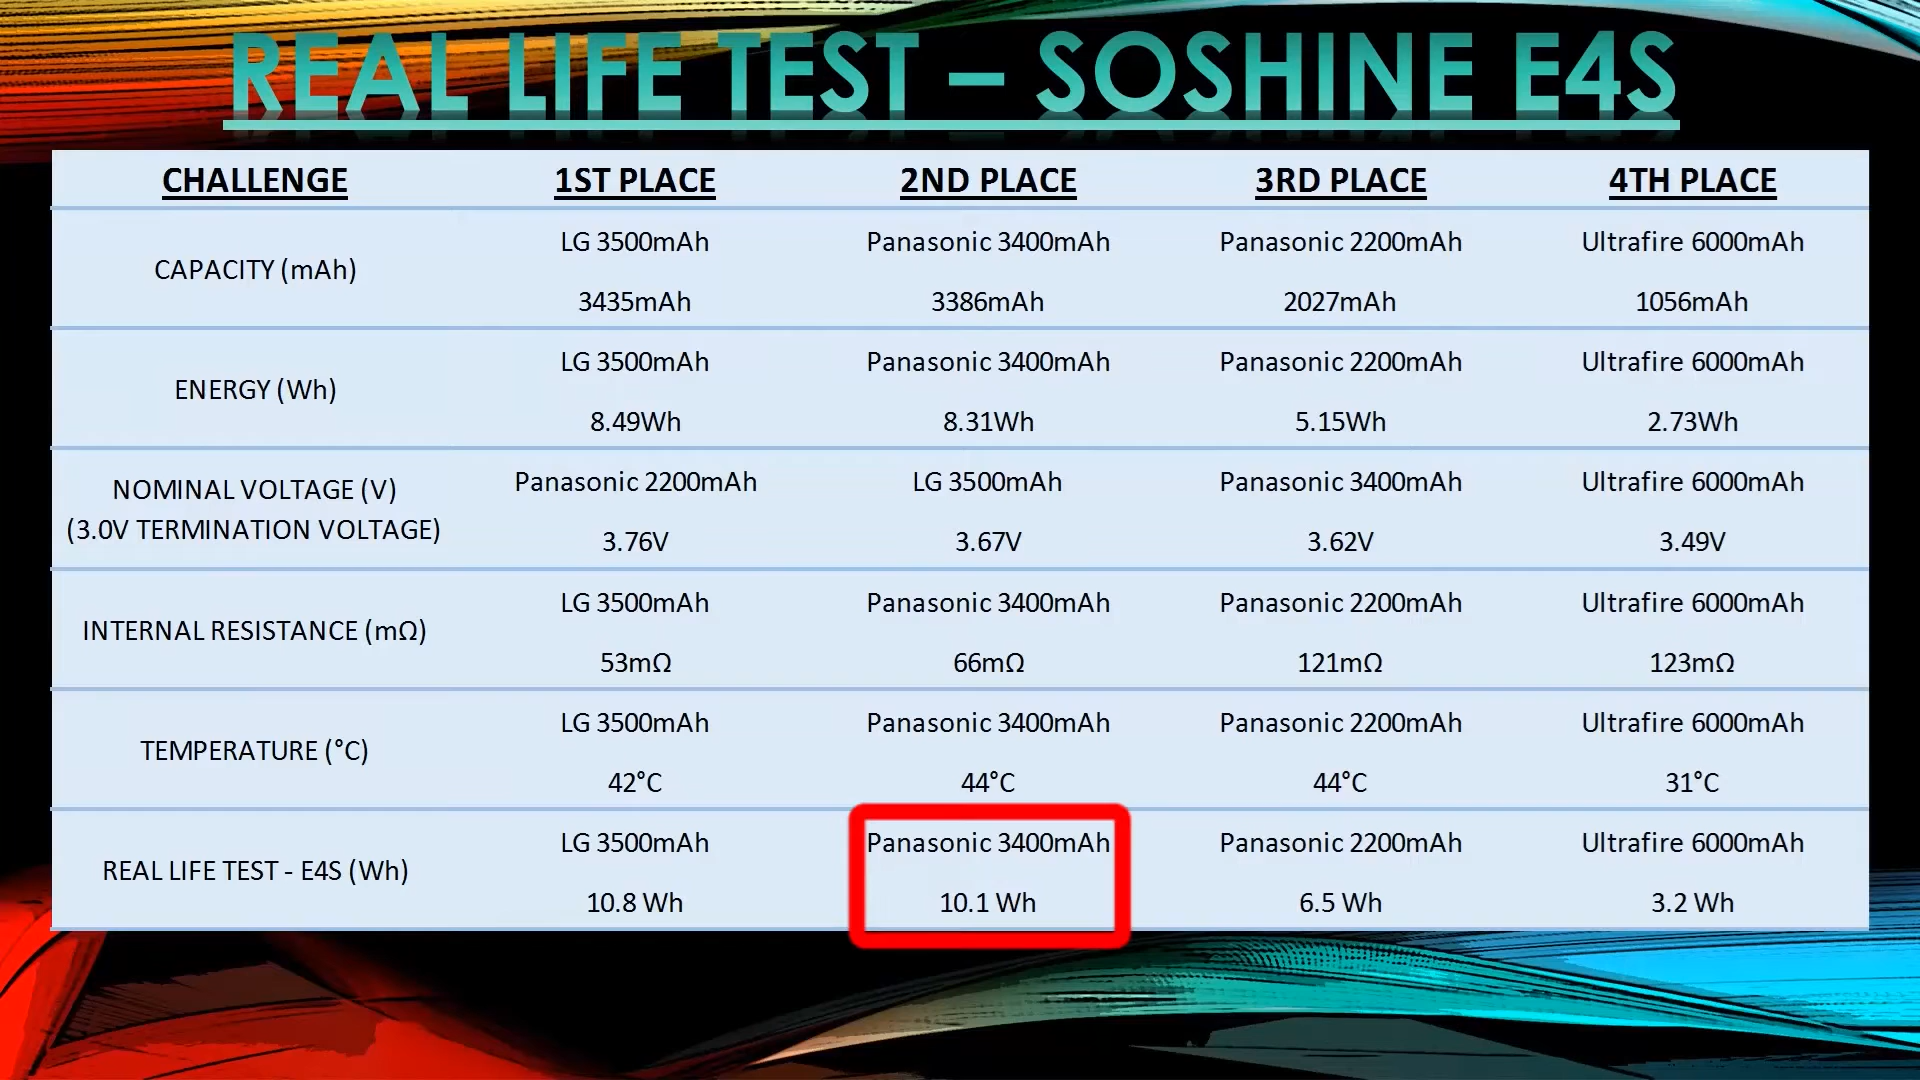 REAL LIFE TEST – SOSHINE E4S
CHALLENGE 1ST PLACE 2ND PLACE 3RD PLACE 4TH PLACE
CAPACITY (mAh)
LG 3500mAh Panasonic 3400mAh Panasonic 2200mAh Ultrafire 6000mAh
3435mAh 3386mAh 2027mAh 1056mAh
ENERGY (Wh)
LG 3500mAh Panasonic 3400mAh Panasonic 2200mAh Ultrafire 6000mAh
8.49Wh 8.31Wh 5.15Wh 2.73Wh
NOMINAL VOLTAGE (V)
(3.0V TERMINATION VOLTAGE)
Panasonic 2200mAh LG 3500mAh Panasonic 3400mAh Ultrafire 6000mAh
3.76V 3.67V 3.62V 3.49V
INTERNAL RESISTANCE (mΩ)
LG 3500mAh Panasonic 3400mAh Panasonic 2200mAh Ultrafire 6000mAh
53mΩ 66mΩ 121mΩ 123mΩ
TEMPERATURE (°C)
LG 3500mAh Panasonic 3400mAh Panasonic 2200mAh Ultrafire 6000mAh
42°C 44°C 44°C 31°C
REAL LIFE TEST - E4S (Wh)
LG 3500mAh Panasonic 3400mAh Panasonic 2200mAh Ultrafire 6000mAh
10.8 Wh 10.1 Wh 6.5 Wh 3.2 Wh